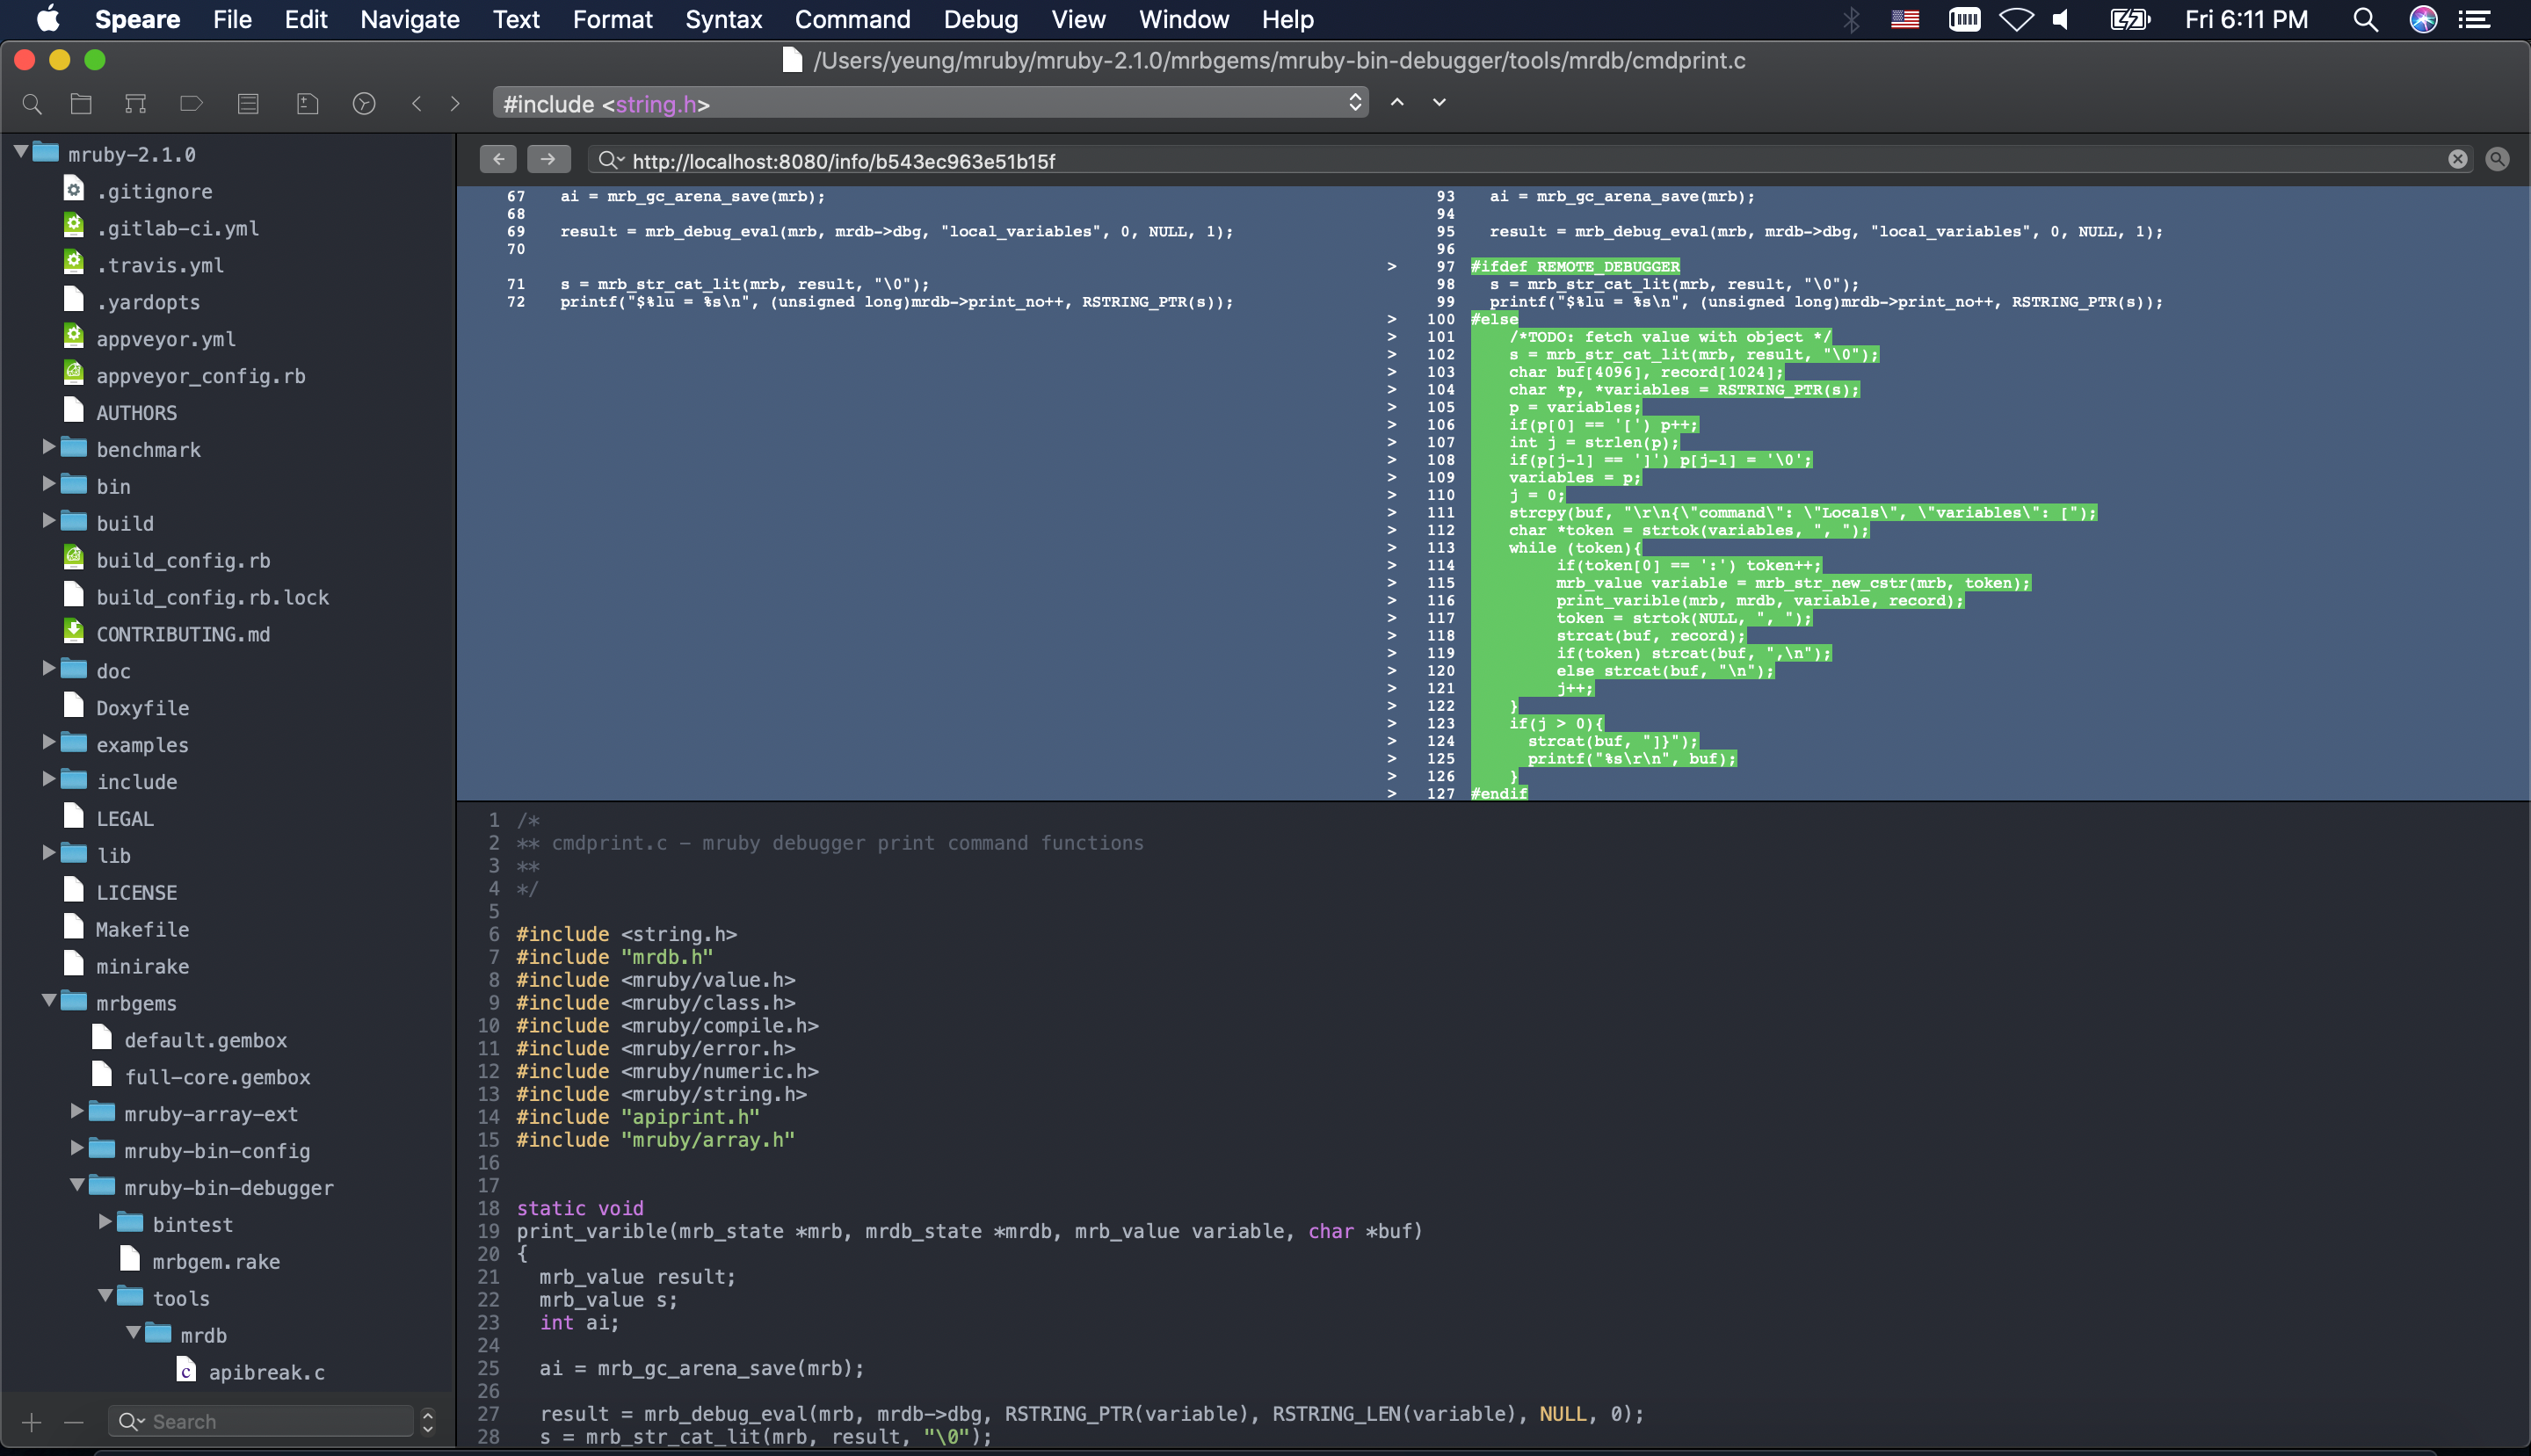 Speare File Edit Navigate Text Format Syntax Command Debug View Window Help Fri 6:11 PM
/Users/yeung/mruby/mruby-2.1.0/mrbgems/mruby-bin-debugger/tools/mrdb/cmdprint.c
#include <string.h>
mruby-2.1.0
.gitignore
.gitlab-ci.yml
.travis.yml
.yardopts
appveyor.yml
appveyor_config.rb
AUTHORS
benchmark
bin
build
build_config.rb
build_config.rb.lock
CONTRIBUTING.md
doc
Doxyfile
examples
include
LEGAL
lib
LICENSE
Makefile
minirake
mrbgems
default.gembox
full-core.gembox
mruby-array-ext
mruby-bin-config
mruby-bin-debugger
bintest
mrbgem.rake
tools
mrdb
c apibreak.c
Search
http://localhost:8080/info/b543ec963e51b15f
67 ai = mrb_gc_arena_save(mrb);
68
69 result = mrb_debug_eval(mrb, mrdb->dbg, "local_variables", 0, NULL, 1);
70
71 s = mrb_str_cat_lit(mrb, result, "\0");
72 printf("$%lu = %s\n", (unsigned long)mrdb->print_no++, RSTRING_PTR(s));
93 ai = mrb_gc_arena_save(mrb);
94
95 result = mrb_debug_eval(mrb, mrdb->dbg, "local_variables", 0, NULL, 1);
96
> 97 #ifdef REMOTE_DEBUGGER
98 s = mrb_str_cat_lit(mrb, result, "\0");
99 printf("$%lu = %s\n", (unsigned long)mrdb->print_no++, RSTRING_PTR(s));
> 100 #else
> 101 /*TODO: fetch value with object */
> 102 s = mrb_str_cat_lit(mrb, result, "\0");
> 103 char buf[4096], record[1024];
> 104 char *p, *variables = RSTRING_PTR(s);
> 105 p = variables;
> 106 if(p[0] == '[') p++;
> 107 int j = strlen(p);
> 108 if(p[j-1] == ']') p[j-1] = '\0';
> 109 variables = p;
> 110 j = 0;
> 111 strcpy(buf, "\r\n{\"command\": \"Locals\", \"variables\": [");
> 112 char *token = strtok(variables, ", ");
> 113 while (token){
> 114 if(token[0] == ':') token++;
> 115 mrb_value variable = mrb_str_new_cstr(mrb, token);
> 116 print_varible(mrb, mrdb, variable, record);
> 117 token = strtok(NULL, ", ");
> 118 strcat(buf, record);
> 119 if(token) strcat(buf, ",\n");
> 120 else strcat(buf, "\n");
> 121 j++;
> 122 }
> 123 if(j > 0){
> 124 strcat(buf, "]}");
> 125 printf("%s\r\n", buf);
> 126 }
> 127 #endif
1 /*
2 ** cmdprint.c - mruby debugger print command functions
3 **
4 */
5
6 #include <string.h>
7 #include "mrdb.h"
8 #include <mruby/value.h>
9 #include <mruby/class.h>
10 #include <mruby/compile.h>
11 #include <mruby/error.h>
12 #include <mruby/numeric.h>
13 #include <mruby/string.h>
14 #include "apiprint.h"
15 #include "mruby/array.h"
16
17
18 static void
19 print_varible(mrb_state *mrb, mrdb_state *mrdb, mrb_value variable, char *buf)
20 {
21 mrb_value result;
22 mrb_value s;
23 int ai;
24
25 ai = mrb_gc_arena_save(mrb);
26
27 result = mrb_debug_eval(mrb, mrdb->dbg, RSTRING_PTR(variable), RSTRING_LEN(variable), NULL, 0);
28 s = mrb_str_cat_lit(mrb, result, "\0");